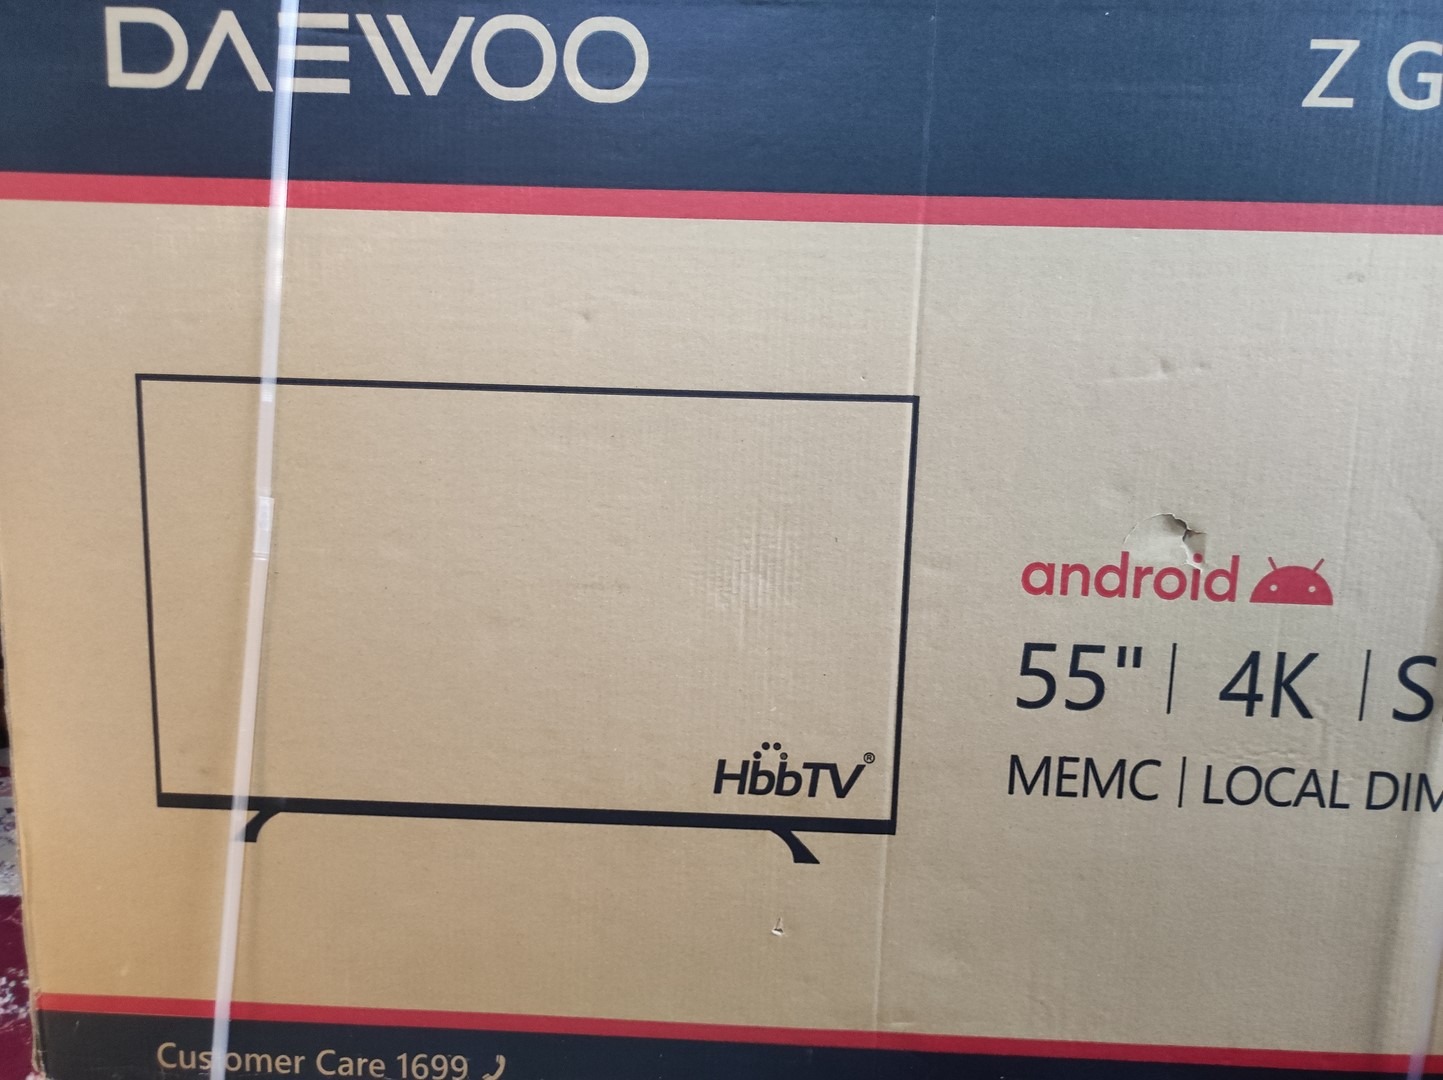 DAEWOO
Z G
android
55" | 4K | S
MEMC | LOCAL DIM
HbbTV®
Customer Care 1699